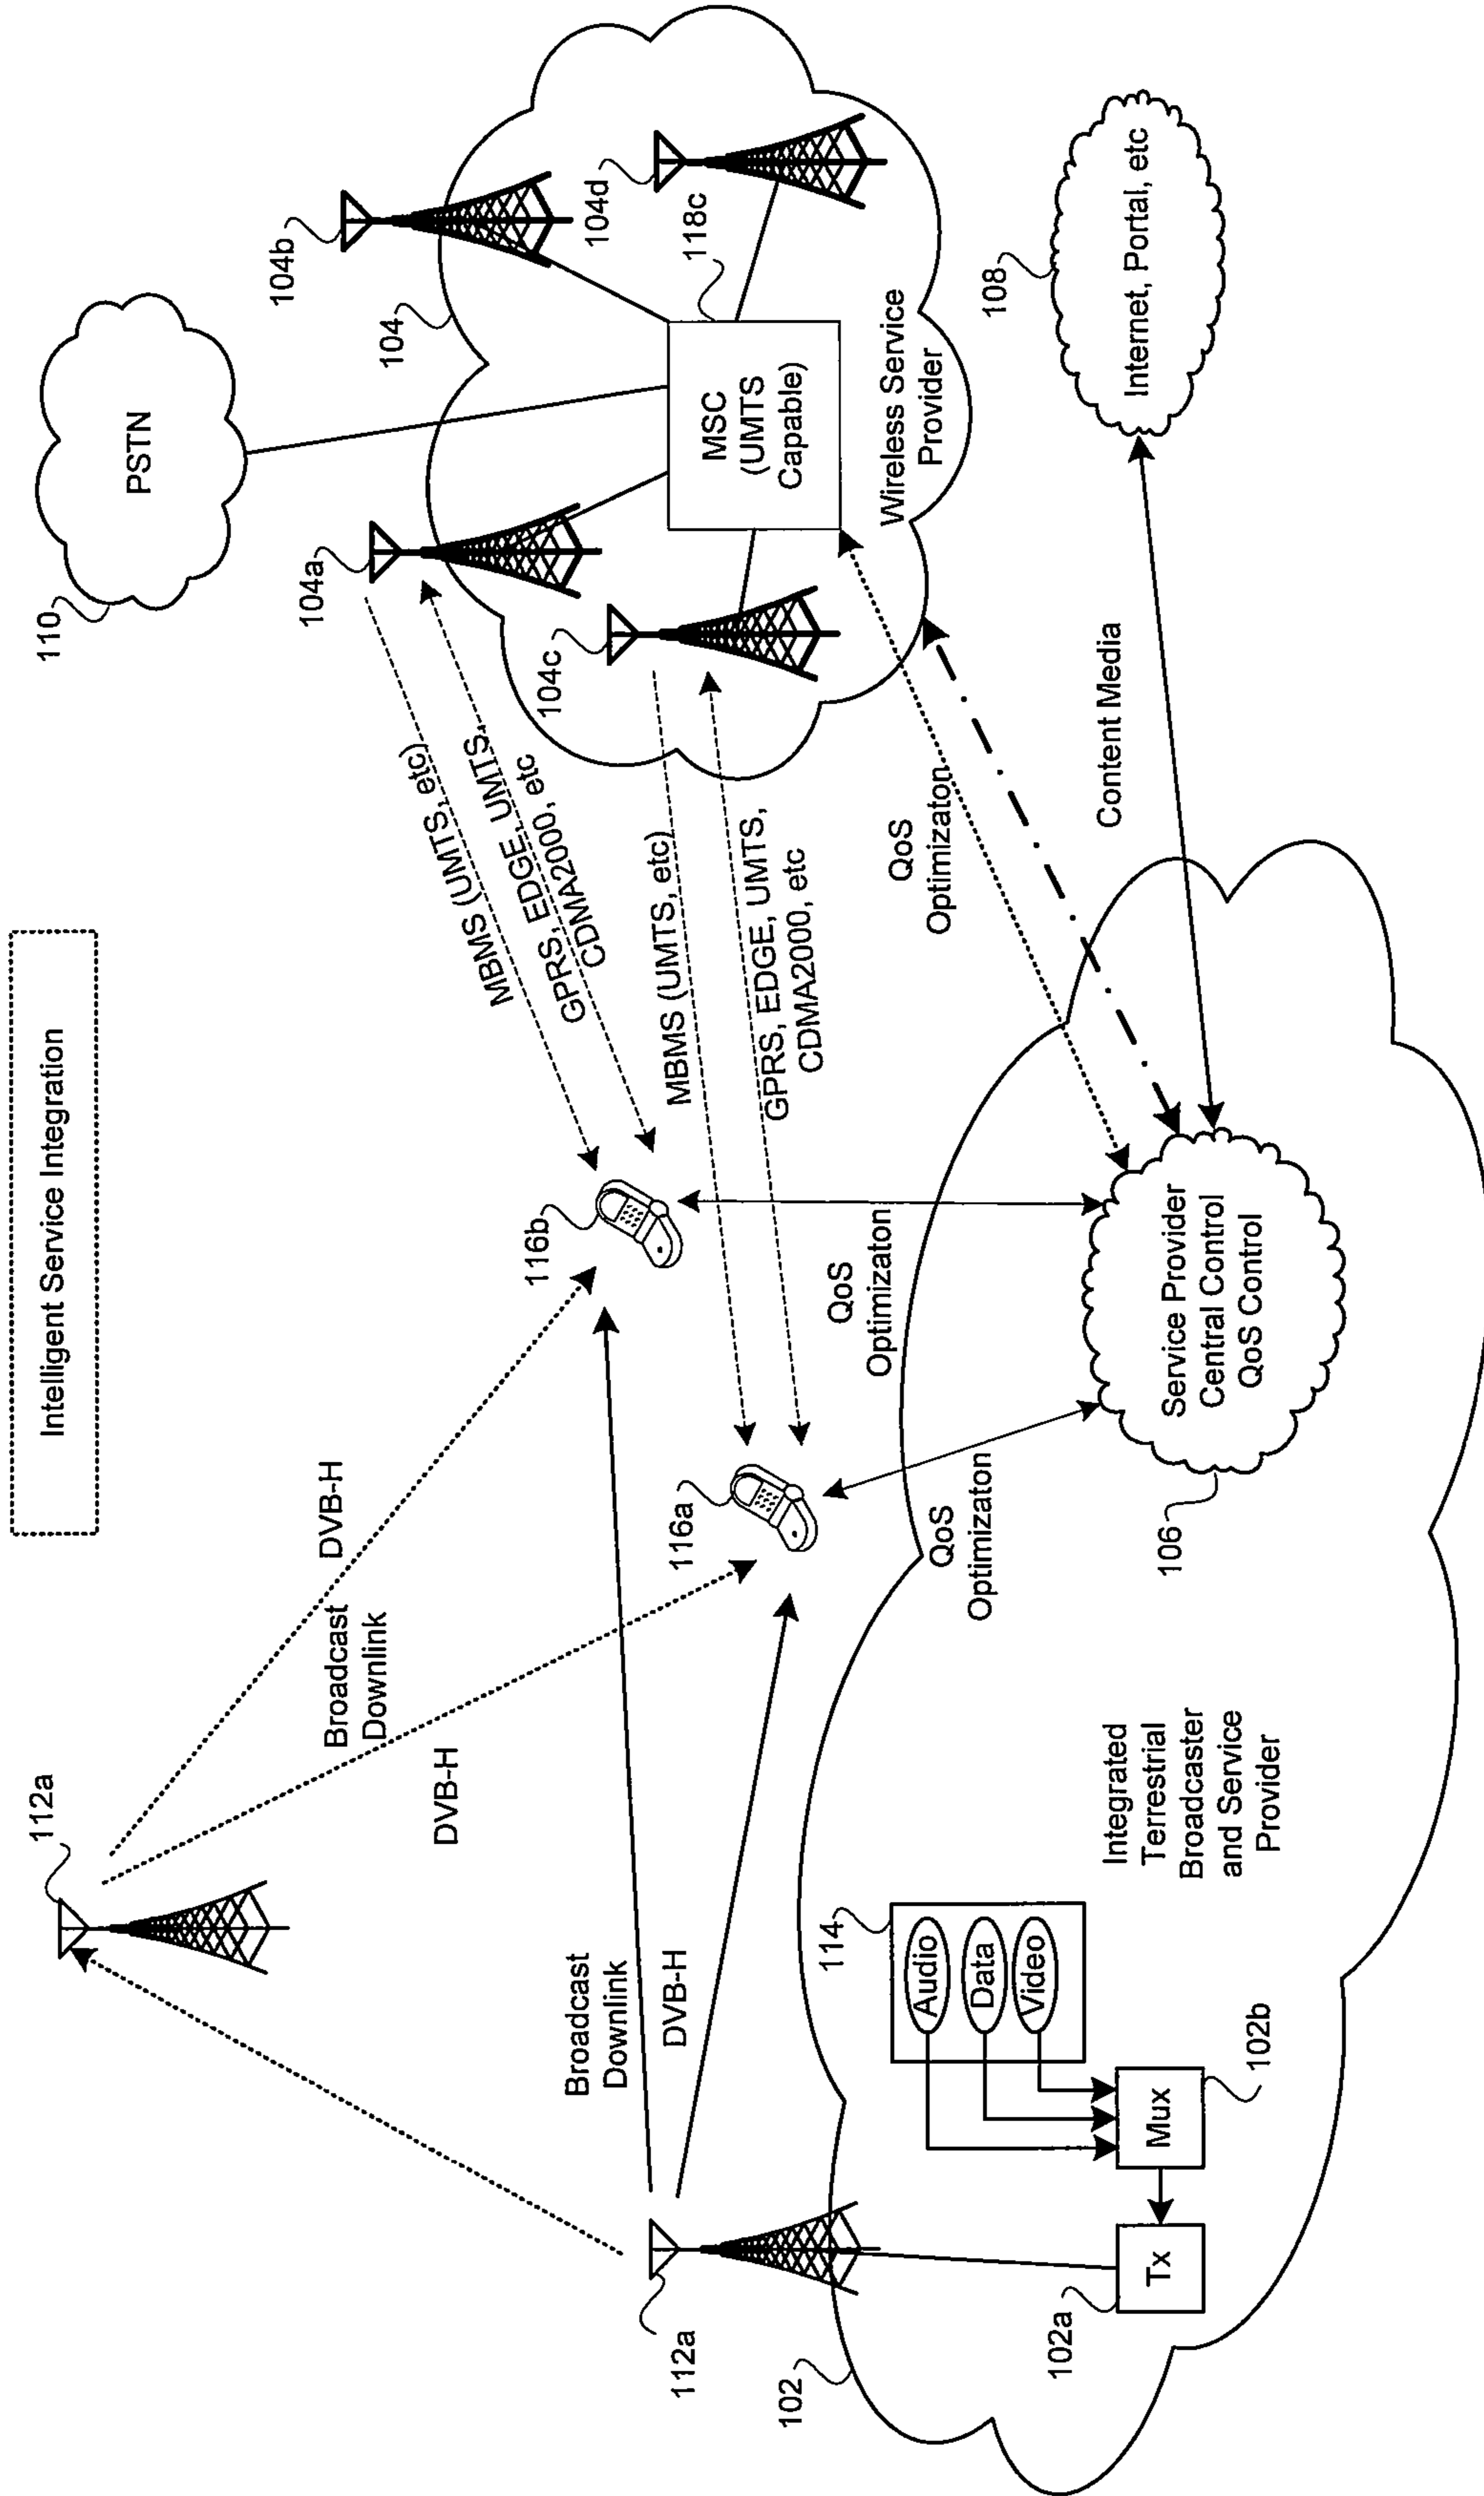 Intelligent Service Integration
112a
110
PSTN
104a
104b
104
104c
104d
118c
MSC
(UMTS
Capable)
Wireless Service
Provider
108
Internet, Portal, etc
MBMS (UMTS, etc)
GPRS, EDGE, UMTS,
CDMA2000, etc
MBMS (UMTS, etc)
GPRS, EDGE, UMTS,
CDMA2000, etc
DVB-H
Broadcast
Downlink
DVB-H
116b
116a
Broadcast
Downlink
DVB-H
112a
QoS
Optimizaton
QoS
Optimizaton
QoS
Optimizaton
Content Media
102
102a
Tx
Mux
102b
114
Audio
Data
Video
Integrated
Terrestrial
Broadcaster
and Service
Provider
106
Service Provider
Central Control
QoS Control